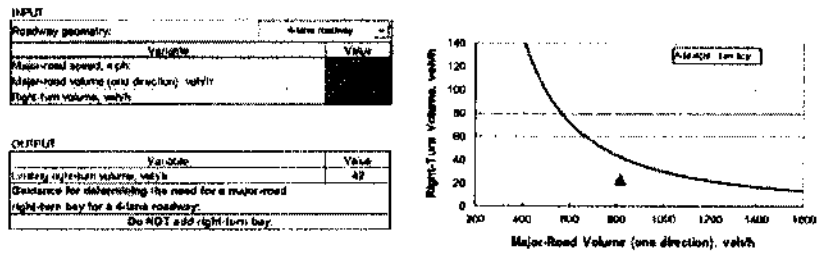 INPUT
Roadway geometry: 4-lane roadway
Variable Value
Major-road speed, mph:
Major-road volume (one direction), veh/h:
Right-turn volume, veh/h:
OUTPUT
Variable Value
Limiting right-turn volume, veh/h: 42
Guidance for determining the need for a major-road
right-turn bay for a 4-lane roadway:
Do NOT add right-turn bay.
140
120
100
80
60
40
20
0
200 400 600 800 1000 1200 1400 1600
Right-Turn Volume, veh/h
Major-Road Volume (one direction), veh/h